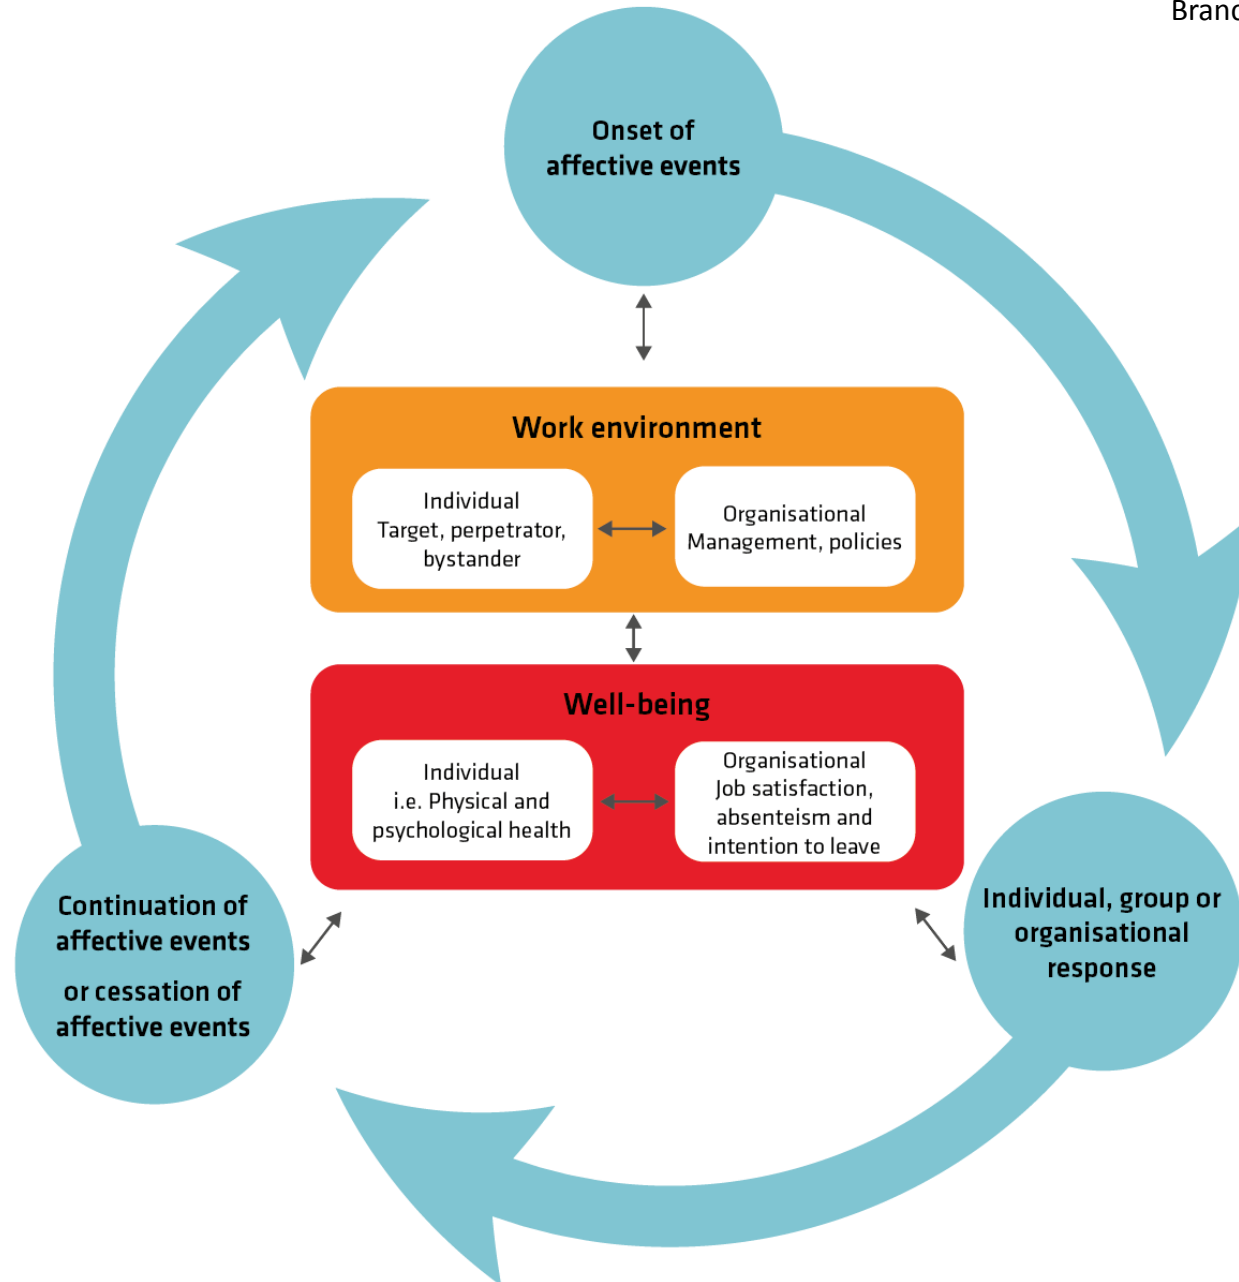 Onset of
affective events
Work environment
Individual
Target, perpetrator,
bystander
Organisational
Management, policies
Well-being
Individual
i.e. Physical and
psychological health
Organisational
Job satisfaction,
absenteism and
intention to leave
Individual, group or
organisational
response
Continuation of
affective events
or cessation of
affective events